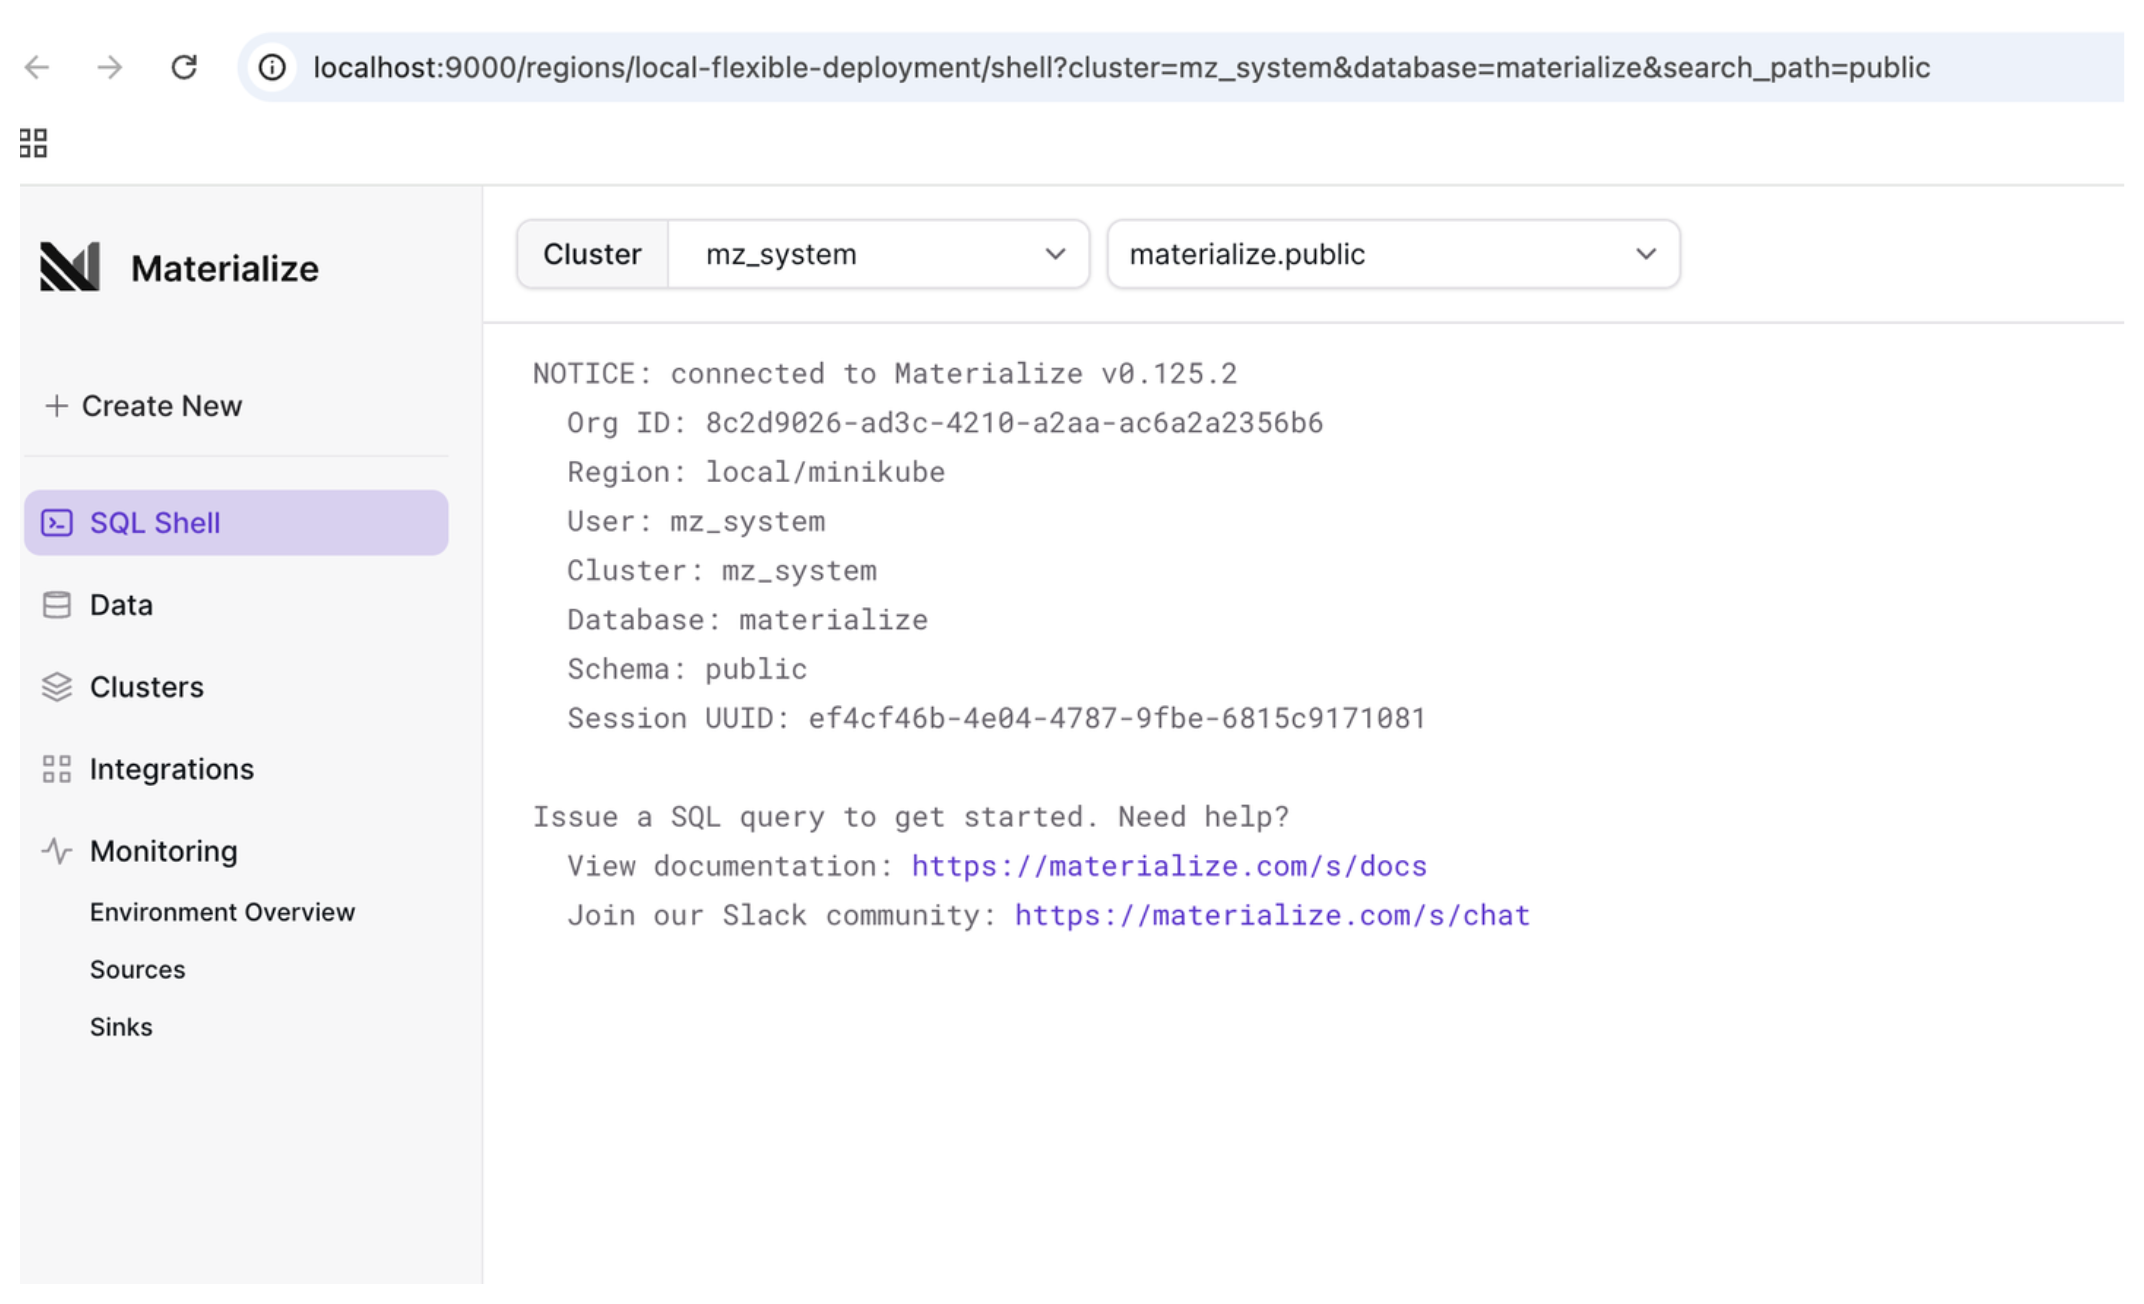 localhost:9000/regions/local-flexible-deployment/shell?cluster=mz_system&database=materialize&search_path=public
Materialize
Create New
SQL Shell
Data
Clusters
Integrations
Monitoring
Environment Overview
Sources
Sinks
Cluster mz_system materialize.public
NOTICE: connected to Materialize v0.125.2
Org ID: 8c2d9026-ad3c-4210-a2aa-ac6a2a2356b6
Region: local/minikube
User: mz_system
Cluster: mz_system
Database: materialize
Schema: public
Session UUID: ef4cf46b-4e04-4787-9fbe-6815c9171081
Issue a SQL query to get started. Need help?
View documentation: https://materialize.com/s/docs
Join our Slack community: https://materialize.com/s/chat